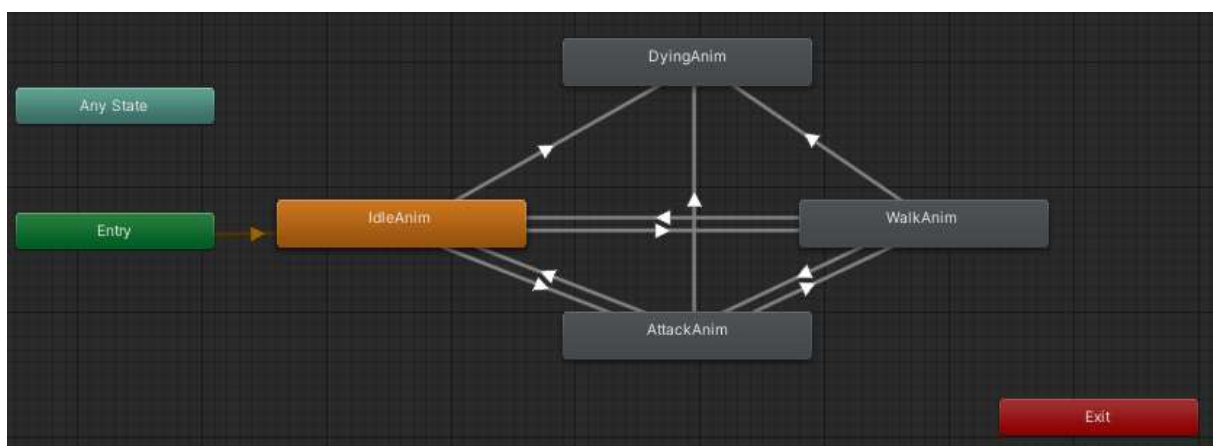 DyingAnim
Any State
IdleAnim
WalkAnim
Entry
AttackAnim
Exit